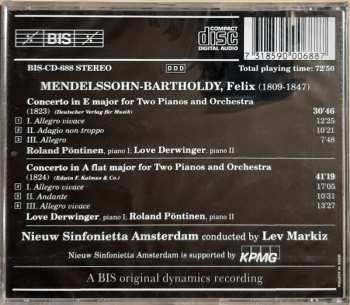 BIS
COMPACT
disc
DIGITAL AUDIO
7 318590 006887
BIS-CD-688 STEREO
DDD
Total playing time: 72'50
MENDELSSOHN-BARTHOLDY, Felix (1809-1847)
Concerto in E major for Two Pianos and Orchestra
(1823) (Deutscher Verlag für Musik) 30'46
I. Allegro vivace 12'25
II. Adagio non troppo 10'21
III. Allegro 7'48
Roland Pöntinen, piano I; Love Derwinger, piano II
Concerto in A flat major for Two Pianos and Orchestra
(1824) (Edwin F. Kalmus & Co.) 41'19
I. Allegro vivace 17'05
II. Andante 10'31
III. Allegro vivace 13'27
Love Derwinger, piano I; Roland Pöntinen, piano II
Nieuw Sinfonietta Amsterdam conducted by Lev Markiz
Nieuw Sinfonietta Amsterdam is supported by KPMG
A BIS original dynamics recording